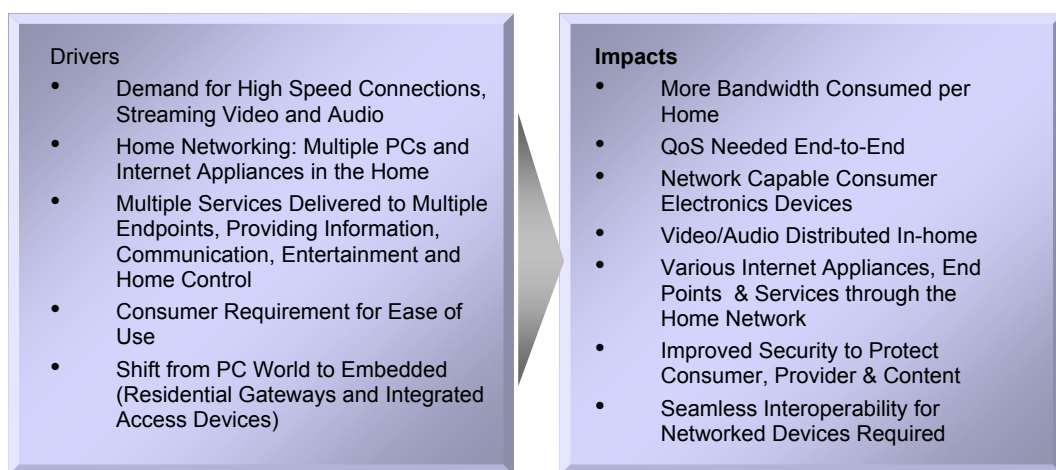 Drivers
• Demand for High Speed Connections,
Streaming Video and Audio
• Home Networking: Multiple PCs and
Internet Appliances in the Home
• Multiple Services Delivered to Multiple
Endpoints, Providing Information,
Communication, Entertainment and
Home Control
• Consumer Requirement for Ease of
Use
• Shift from PC World to Embedded
(Residential Gateways and Integrated
Access Devices)
Impacts
• More Bandwidth Consumed per
Home
• QoS Needed End-to-End
• Network Capable Consumer
Electronics Devices
• Video/Audio Distributed In-home
• Various Internet Appliances, End
Points & Services through the
Home Network
• Improved Security to Protect
Consumer, Provider & Content
• Seamless Interoperability for
Networked Devices Required